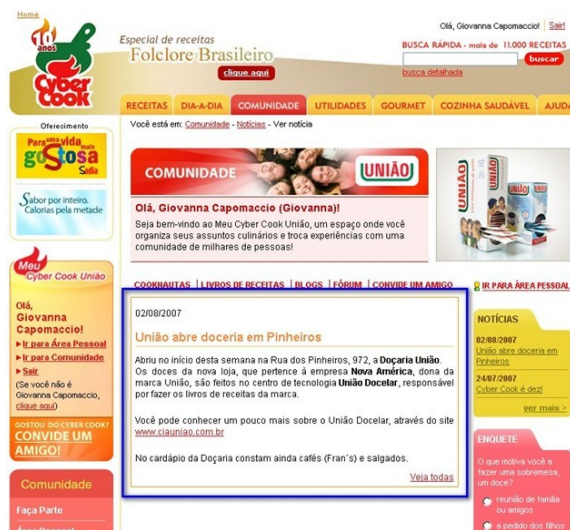 Home
10 anos
Cyber Cook
Especial de receitas
Folclore Brasileiro
clique aqui
Olá, Giovanna Capomaccio! Sair!
BUSCA RÁPIDA - mais de 11.000 RECEITAS
buscar
busca detalhada
RECEITAS DIA-A-DIA COMUNIDADE UTILIDADES GOURMET COZINHA SAUDÁVEL AJUDA
Oferecimento
Para uma vida mais gostosa
Sadia
Sabor por inteiro.
Calorias pela metade
Você está em: Comunidade - Notícias - Ver notícia
COMUNIDADE UNIÃO
Olá, Giovanna Capomaccio (Giovanna)!
Seja bem-vindo ao Meu Cyber Cook União, um espaço onde você
organiza seus assuntos culinários e troca experiências com uma
comunidade de milhares de pessoas!
UNIÃO UNIÃO UNIÃO
Meu
Cyber Cook União
Olá,
Giovanna
Capomaccio!
Ir para Área Pessoal
Ir para Comunidade
Sair
(Se você não é
Giovanna Capomaccio,
clique aqui)
GOSTOU DO CYBER COOK?
CONVIDE UM
AMIGO!
Comunidade
Faça Parte
Área Pessoal
COOKNAUTAS | LIVROS DE RECEITAS | BLOGS | FÓRUM | CONVIDE UM AMIGO
IR PARA ÀREA PESSOAL
02/08/2007
União abre doceria em Pinheiros
Abriu no início desta semana na Rua dos Pinheiros, 972, a Doçaria União.
Os doces da nova loja, que pertence à empresa Nova América, dona da
marca União, são feitos no centro de tecnologia União Docelar, responsável
por fazer os livros de receitas da marca.
Você pode conhecer um pouco mais sobre o União Docelar, através do site
www.ciauniao.com.br
No cardápio da Doçaria constam ainda cafés (Fran´s) e salgados.
Veja todas
NOTÍCIAS
02/08/2007
União abre doceria em
Pinheiros
24/07/2007
Cyber Cook é dez!
ver mais >
ENQUETE
O que motiva você a
fazer uma sobremesa,
um doce?
reunião de família
ou amigos
a pedido dos filhos